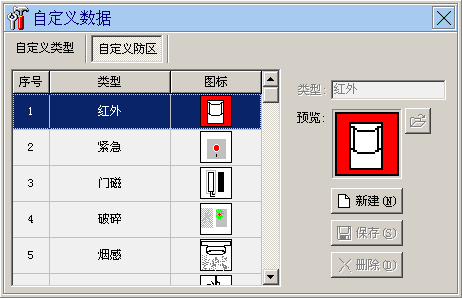 自定义数据
自定义类型 自定义防区
序号 类型 图标
1 红外
2 紧急
3 门磁
4 破碎
5 烟感
类型: 红外
预览:
新建(N)
保存(S)
删除(D)